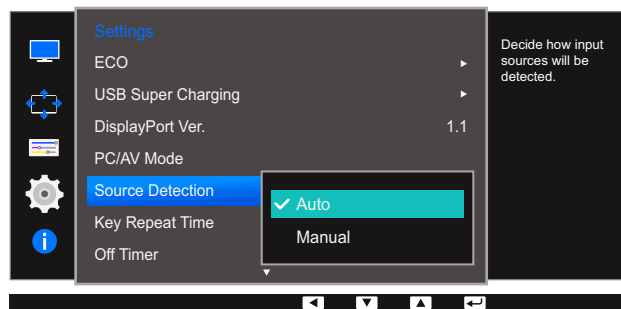 Settings
ECO
USB Super Charging
DisplayPort Ver. 1.1
PC/AV Mode
Source Detection
Auto
Key Repeat Time
Manual
Off Timer
Decide how input
sources will be
detected.